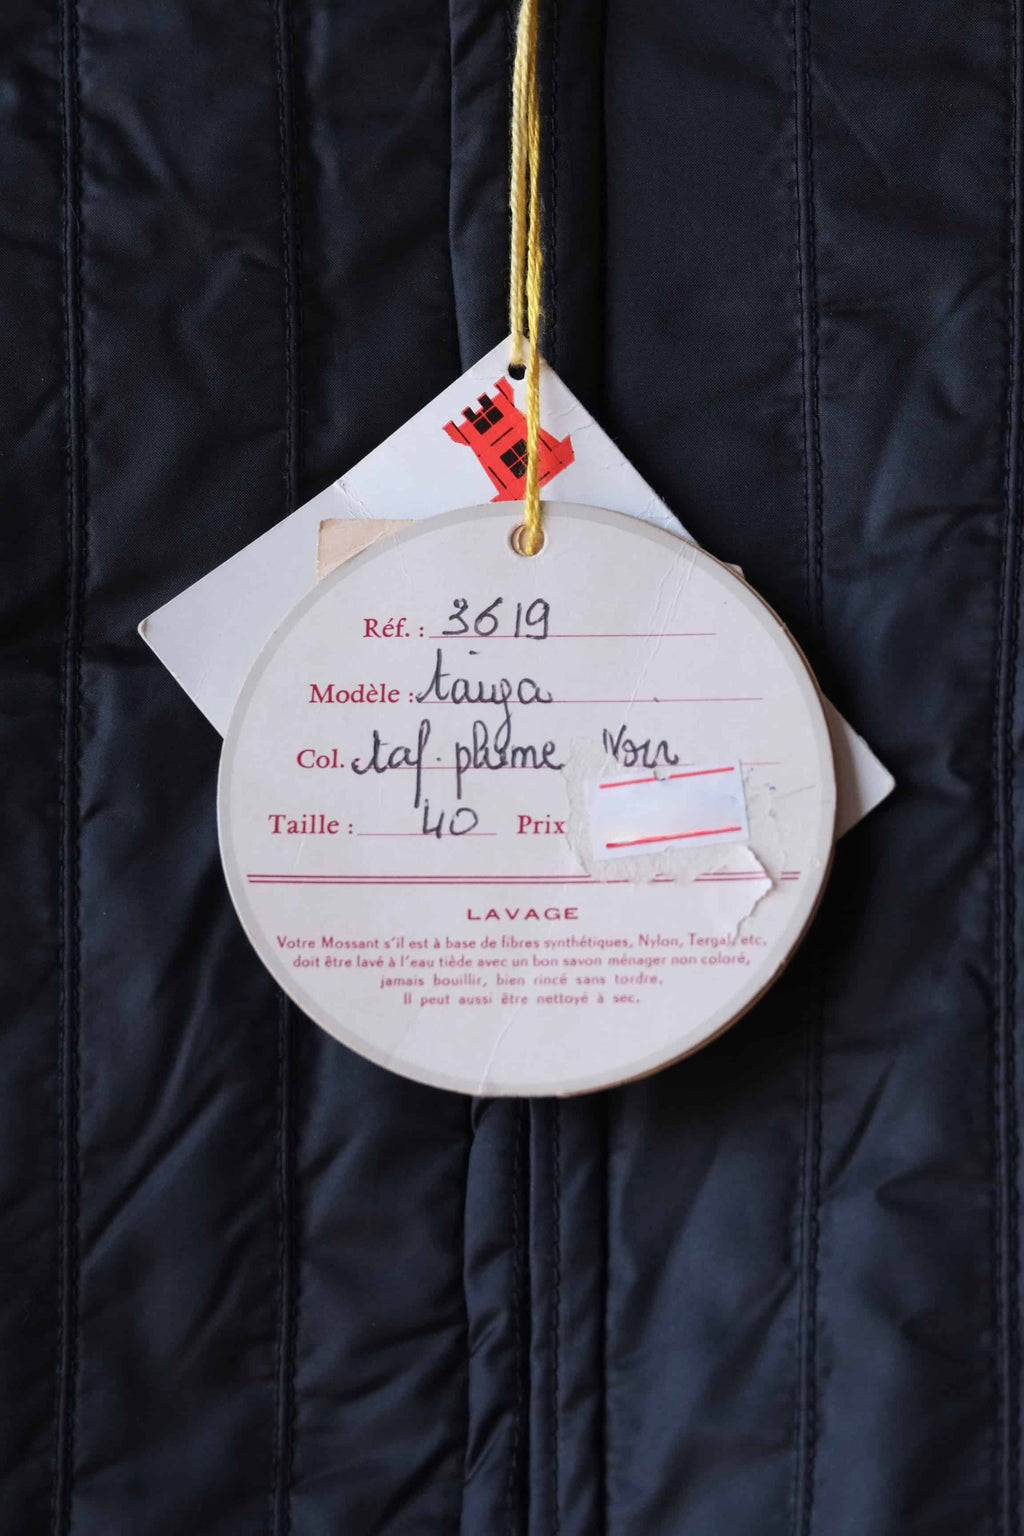 Réf. : 3619
Modèle : taiga
Col. taf. plume Noir
Taille : 40 Prix
LAVAGE
Votre Mossant s'il est à base de fibres synthétiques, Nylon, Tergal, etc.
doit être lavé à l'eau tiède avec un bon savon ménager non coloré,
jamais bouillir, bien rincé sans tordre.
Il peut aussi être nettoyé à sec.